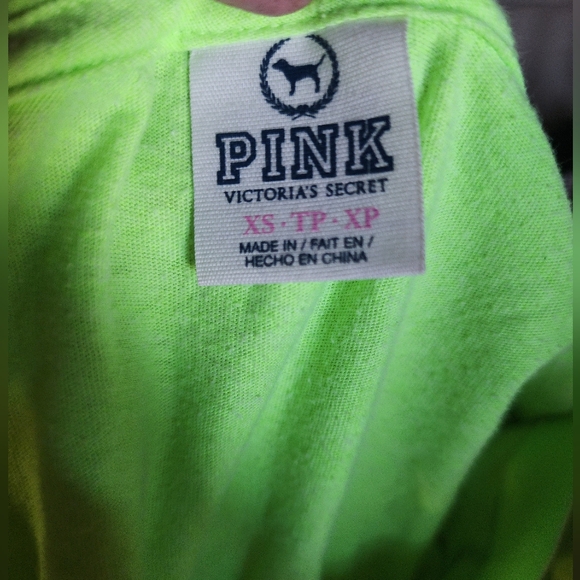 PINK
VICTORIA'S SECRET
XS · TP · XP
MADE IN / FAIT EN /
HECHO EN CHINA